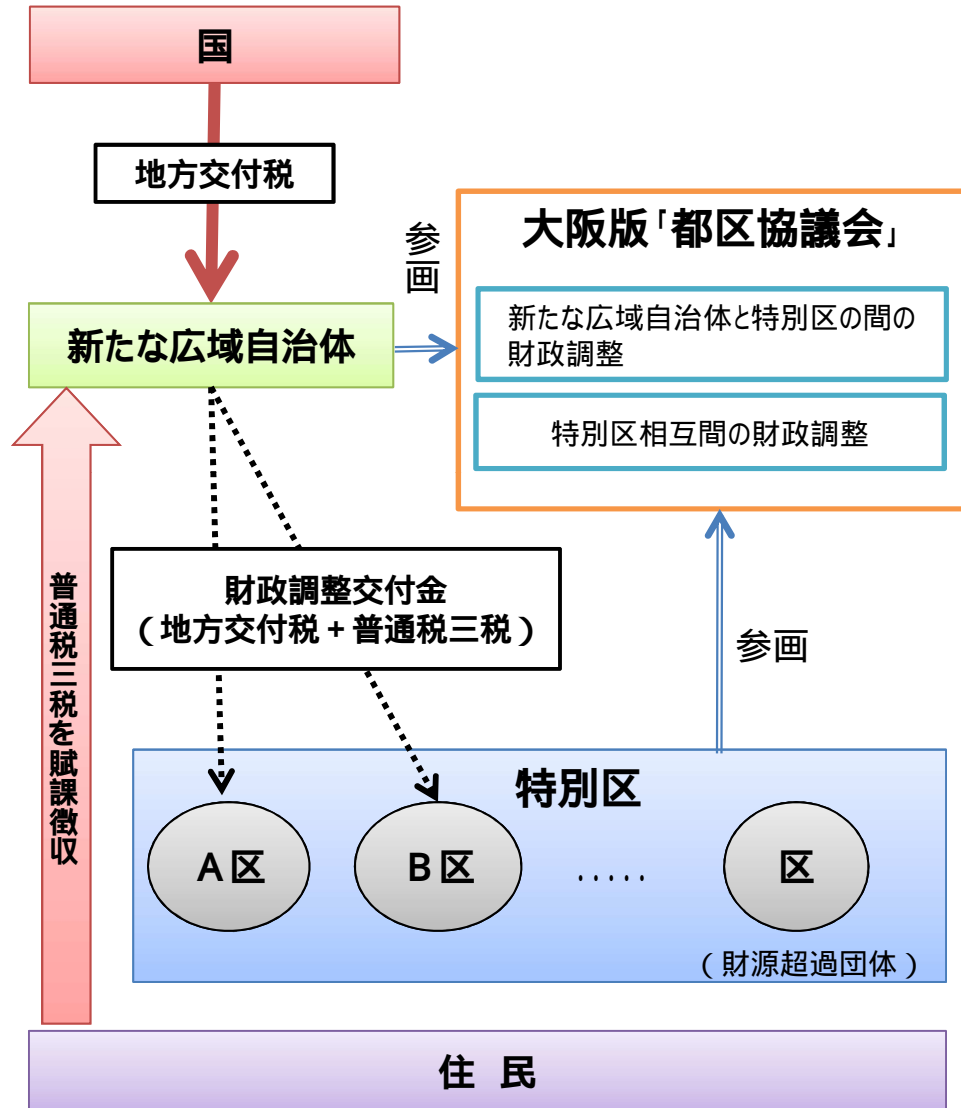 国
地方交付税
参画
大阪版「都区協議会」
新たな広域自治体と特別区の間の
財政調整
特別区相互間の財政調整
新たな広域自治体
普通税三税を賦課徴収
財政調整交付金
（地方交付税＋普通税三税）
参画
特別区
A区
B区
.....
区
（財源超過団体）
住 民